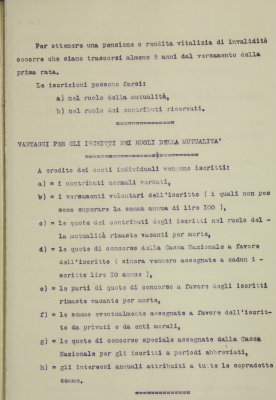 Per ottenere una pensione o rendita vitalizia di invalidità
occorre che siano trascorsi almeno 5 anni dal versamento della
prima rata.
Le iscrizioni possono farsi:
a) nel ruolo della mutualità,
b) nel ruolo dei contributi riservati.
==================
VANTAGGI PER GLI ISCRITTI NEI RUOLI DELLA MUTUALITA'
A credito dei conti individuali vengono iscritti:
a) = i contributi normali versati,
b) = i versamenti volontari dell'iscritto ( i quali non pos
sono superare la somma annua di lire 100 ),
c) = le quote dei contributi degli iscritti nel ruolo del -
la mutualità rimaste vacanti per morte,
d) = le quote di concorso della Cassa Nazionale a favore
dell'iscritto ( sinora vennero assegnate a cadun i -
scritto lire 10 annue ),
e) = le parti di quote di concorso a favore degli iscritti
rimaste vacanti per morte,
f) = le somme eventualmente assegnate a favore dell'iscrit-
to da privati e da enti morali,
g) = le quote di concorso speciale assegnate dalla Cassa
Nazionale per gli iscritti a periodi abbreviati,
h) = gli interessi annuali attribuiti a tutte le sopradette
somme.
==================